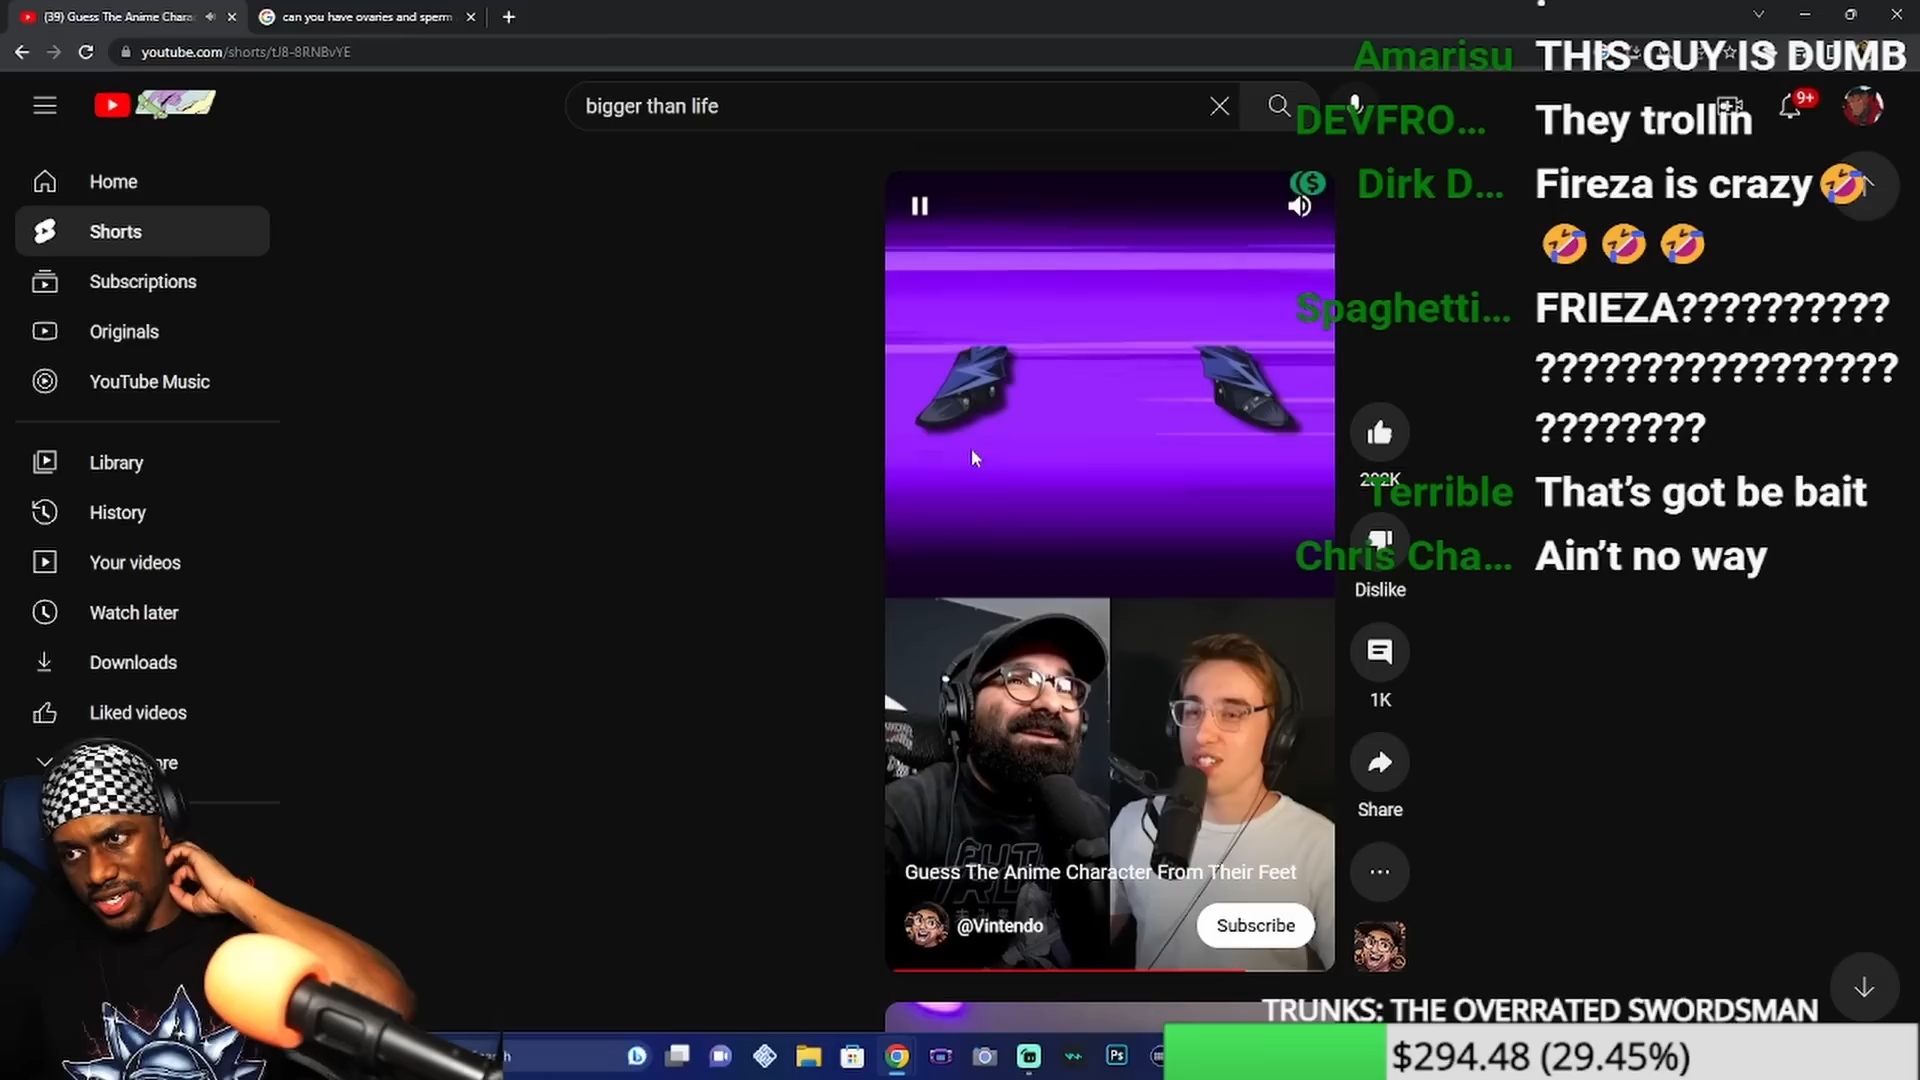 (39) Guess The Anime Chara
can you have ovaries and sperm
youtube.com/shorts/tJ8-8RNBvYE
bigger than life
9+
Home
Shorts
Subscriptions
Originals
YouTube Music
Library
History
Your videos
Watch later
Downloads
Liked videos
Amarisu THIS GUY IS DUMB
DEVFRO... They trollin
Dirk D... Fireza is crazy🤣
🤣🤣🤣
Spaghetti... FRIEZA??????????
?????????????????
????????
Terrible That's got be bait
Chris Cha... Ain't no way
Dislike
1K
Share
Guess The Anime Character From Their Feet
@Vintendo
Subscribe
TRUNKS: THE OVERRATED SWORDSMAN
$294.48 (29.45%)
Ps